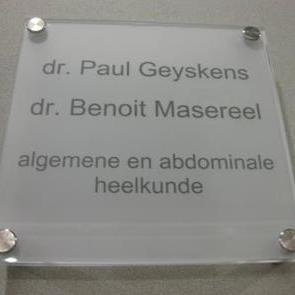 dr. Paul Geyskens
dr. Benoit Masereel
algemene en abdominale
heelkunde